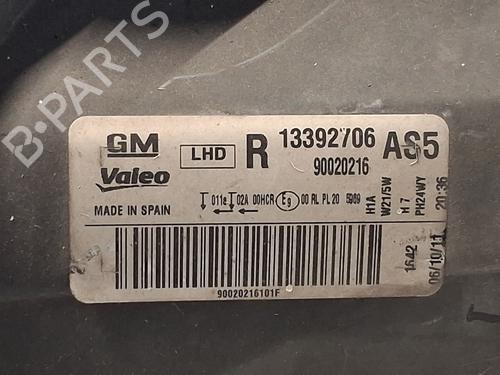 B-PARTS
GM
Valeo
MADE IN SPAIN
LHD
R
13392706
90020216
AS5
011e 02A 00HCR E9 00 RL PL 20
H1A
W21/5W
H7
PH24WY
1642
06/10/11 20:36
90020216101F